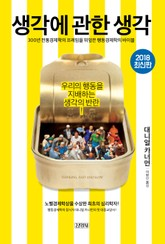 생각에 관한 생각
300년 전통경제학의 프레임을 뒤엎은 행동경제학의 바이블
2018
최신판
우리의 행동을
지배하는
생각의 반란
!!
대니얼 카너먼
노벨경제학상을 수상한 최초의 심리학자!
김영사